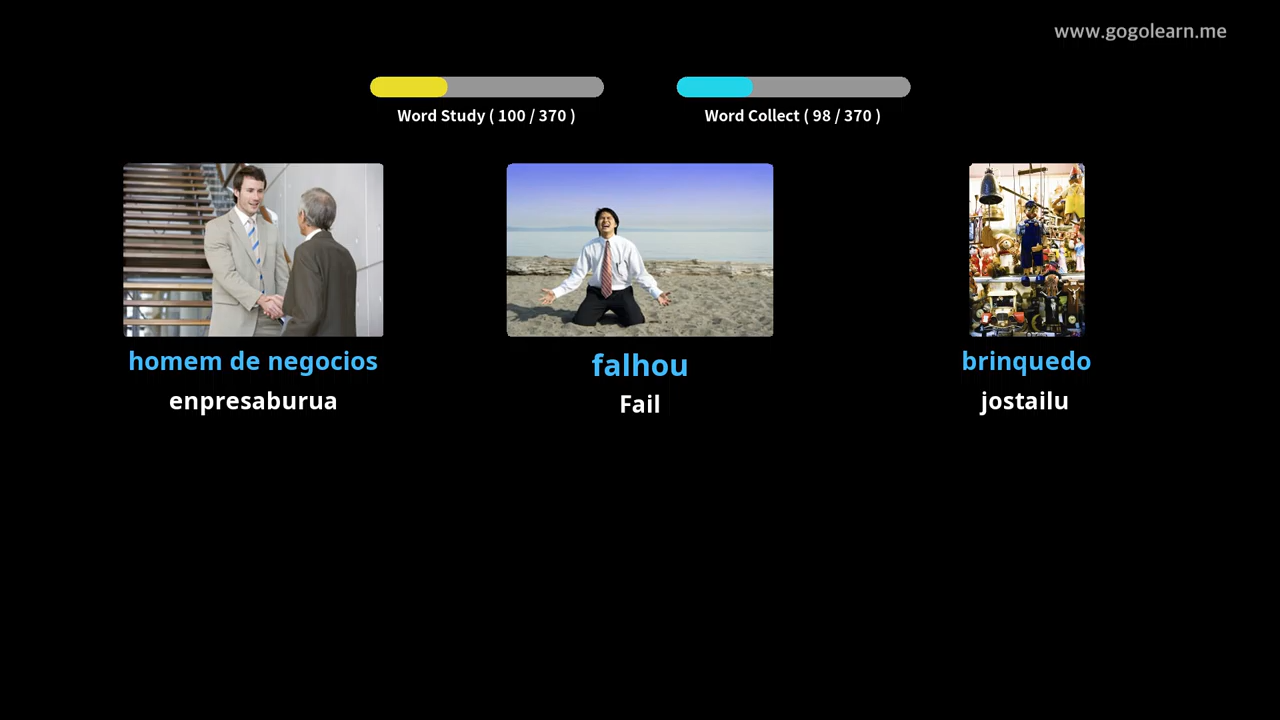 www.gogolearn.me
Word Study ( 100 / 370 )
Word Collect ( 98 / 370 )
homem de negocios
enpresaburua
falhou
Fail
brinquedo
jostailu